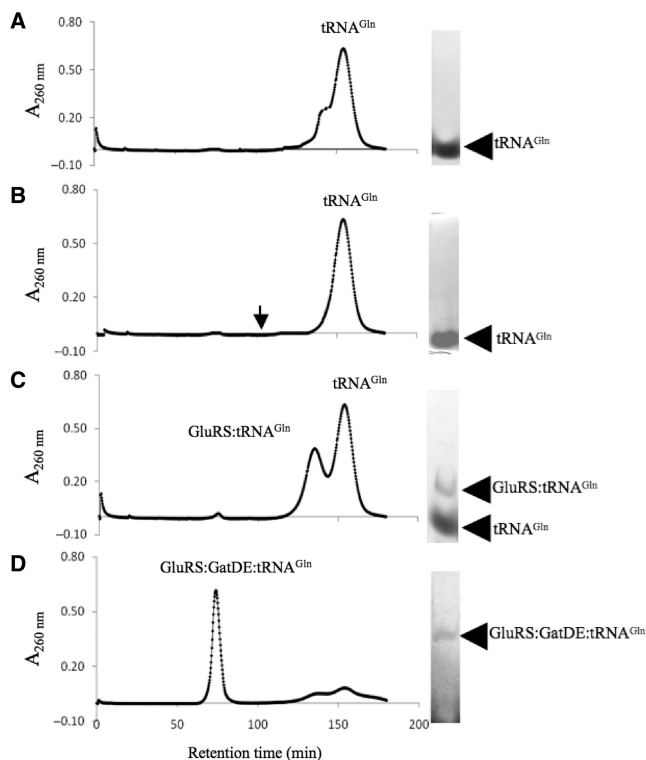 A
0.80
0.50
0.20
–0.10
A260 nm
tRNAGln
tRNAGln
B
0.80
0.50
0.20
–0.10
A260 nm
tRNAGln
tRNAGln
C
0.80
0.50
0.20
–0.10
A260 nm
GluRS:tRNAGln
tRNAGln
GluRS:tRNAGln
tRNAGln
D
0.80
0.50
0.20
–0.10
A260 nm
GluRS:GatDE:tRNAGln
GluRS:GatDE:tRNAGln
0 50 100 150 200
Retention time (min)